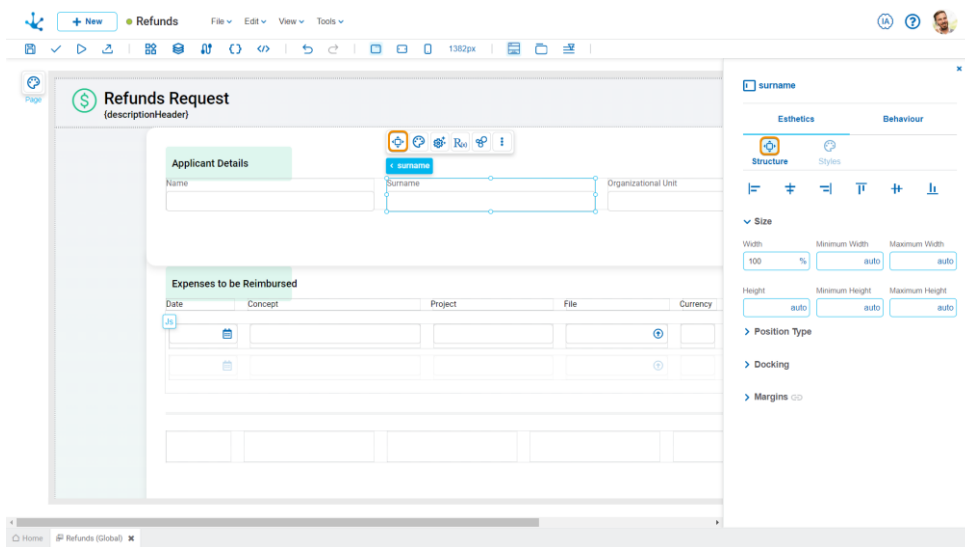 + New
Refunds
File
Edit
View
Tools
IA
?
1382px
Page
Refunds Request
{descriptionHeader}
R(x)
< surname
Applicant Details
Name
Surname
Organizational Unit
Expenses to be Reimbursed
Date
Concept
Project
File
Currency
Js
surname
Esthetics
Behaviour
Structure
Styles
Size
Width
Minimum Width
Maximum Width
100
%
auto
auto
Height
Minimum Height
Maximum Height
auto
auto
auto
Position Type
Docking
Margins
Home
Refunds (Global)